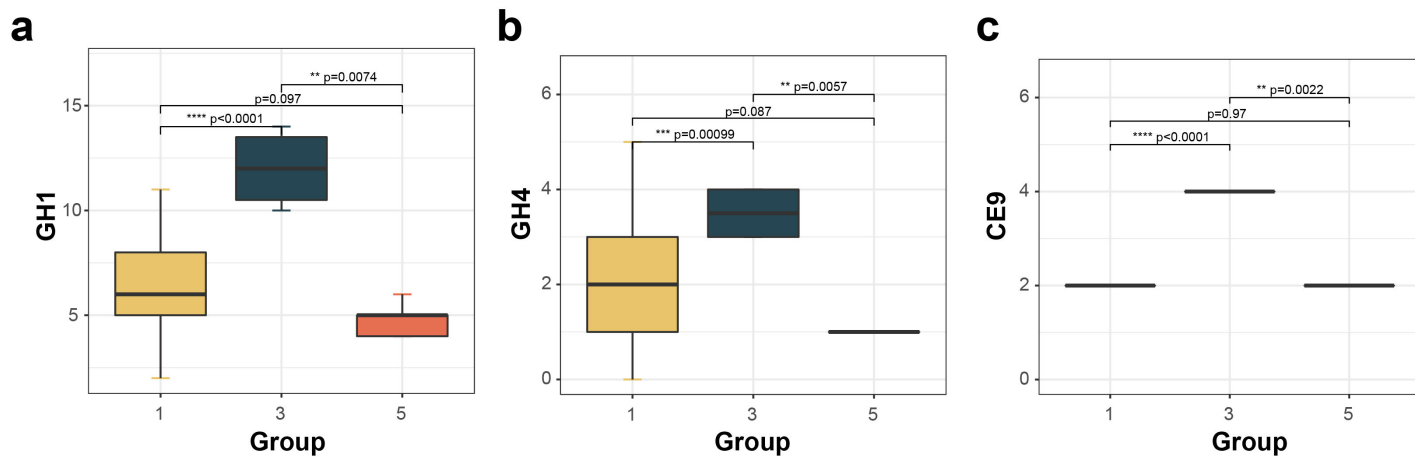 a
GH1
15
10
5
** p=0.0074
p=0.097
**** p<0.0001
1 3 5
Group
b
GH4
6
4
2
0
** p=0.0057
p=0.087
*** p=0.00099
1 3 5
Group
c
CE9
6
4
2
0
** p=0.0022
p=0.97
**** p<0.0001
1 3 5
Group